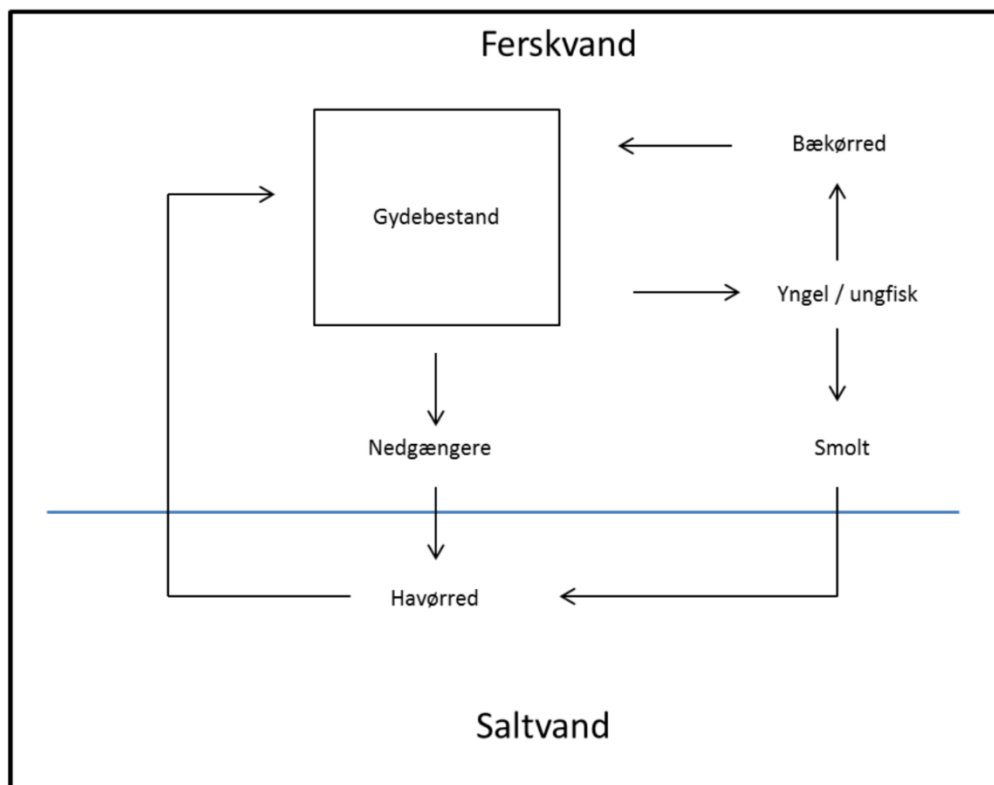 Ferskvand
Bækørred
Gydebestand
Yngel / ungfisk
Nedgængere
Smolt
Havørred
Saltvand